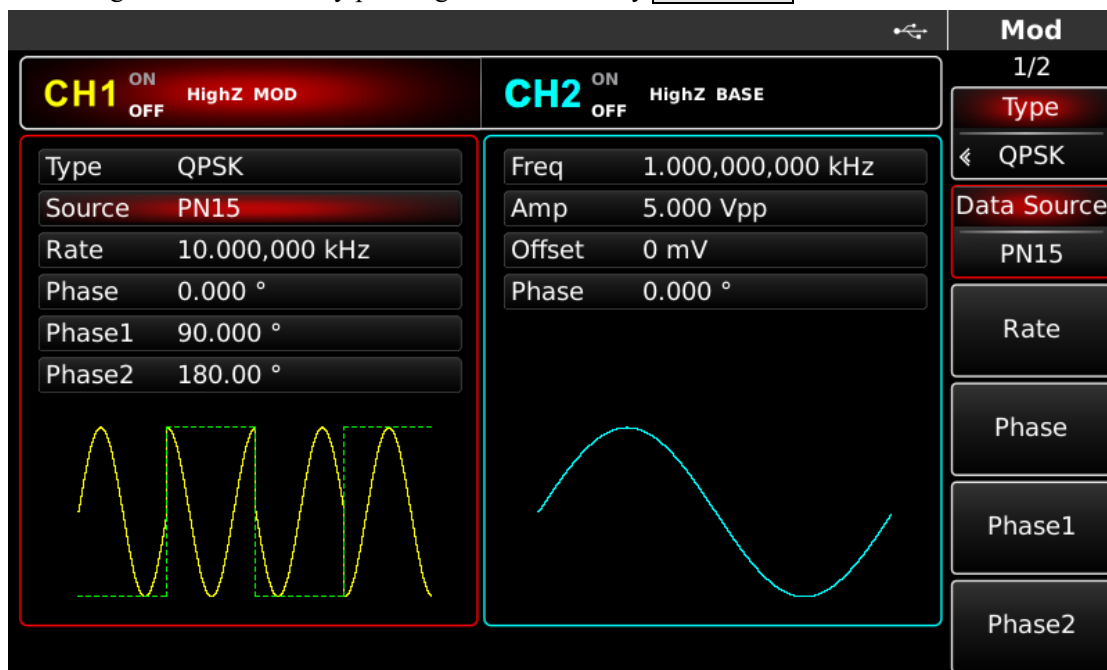 Mod
1/2
CH1 ON OFF HighZ MOD
CH2 ON OFF HighZ BASE
Type QPSK
Source PN15
Rate 10.000,000 kHz
Phase 0.000 °
Phase1 90.000 °
Phase2 180.00 °
Freq 1.000,000,000 kHz
Amp 5.000 Vpp
Offset 0 mV
Phase 0.000 °
Type
QPSK
Data Source
PN15
Rate
Phase
Phase1
Phase2